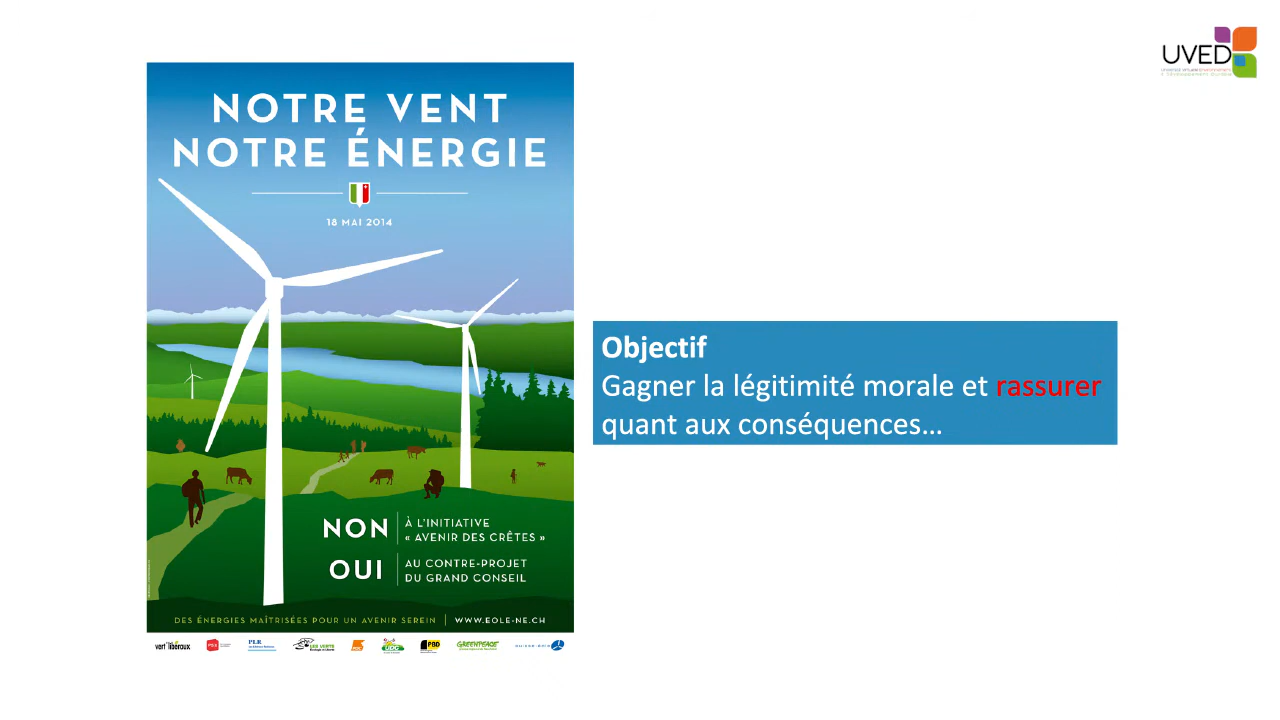 UVED
NOTRE VENT
NOTRE ÉNERGIE
18 MAI 2014
Objectif
Gagner la légitimité morale et rassurer
quant aux conséquences…
NON
À L'INITIATIVE
« AVENIR DES CRÊTES »
OUI
AU CONTRE-PROJET
DU GRAND CONSEIL
DES ÉNERGIES MAÎTRISÉES POUR UN AVENIR SEREIN | WWW.EOLE-NE.CH
vert'libéraux
PLR
UDC
PBD
GREENPEACE